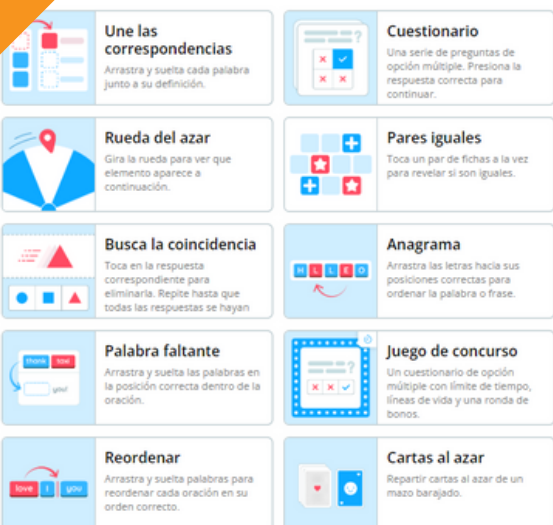 Une las
correspondencias
Arrastra y suelta cada palabra
junto a su definición.
Cuestionario
Una serie de preguntas de
opción múltiple. Presiona la
respuesta correcta para
continuar.
Rueda del azar
Gira la rueda para ver que
elemento aparece a
continuación.
Pares iguales
Toca un par de fichas a la vez
para revelar si son iguales.
Busca la coincidencia
Toca en la respuesta
correspondiente para
eliminarla. Repite hasta que
todas las respuestas se hayan
H L L E O
Anagrama
Arrastra las letras hacia sus
posiciones correctas para
ordenar la palabra o frase.
thank
you!
Palabra faltante
Arrastra y suelta las palabras en
la posición correcta dentro de la
oración.
Juego de concurso
Un cuestionario de opción
múltiple con límite de tiempo,
líneas de vida y una ronda de
bonos.
love I you
Reordenar
Arrastra y suelta palabras para
reordenar cada oración en su
orden correcto.
Cartas al azar
Repartir cartas al azar de un
mazo barajado.